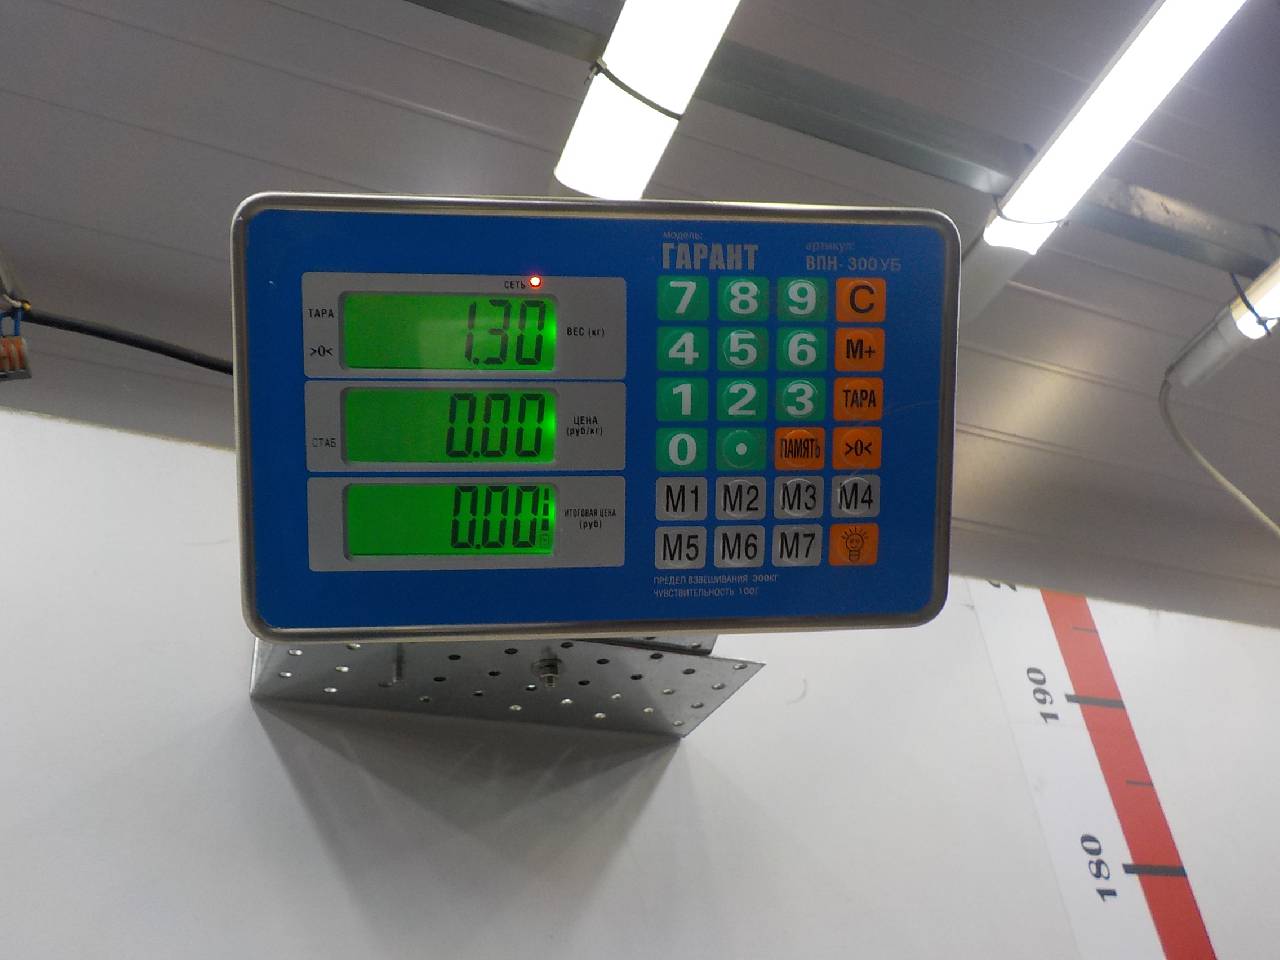 модель:
ГАРАНТ
артикул:
ВПН-300УБ
СЕТЬ
ТАРА
>0<
1.30
ВЕС (кг)
СТАБ
0.00
ЦЕНА
(руб/кг)
0.00
ИТОГОВАЯ ЦЕНА
(руб)
7 8 9 C
4 5 6 M+
1 2 3 ТАРА
0 . ПАМЯТЬ >0<
M1 M2 M3 M4
M5 M6 M7
ПРЕДЕЛ ВЗВЕШИВАНИЯ 300КГ
ЧУВСТВИТЕЛЬНОСТЬ 100Г
190
180